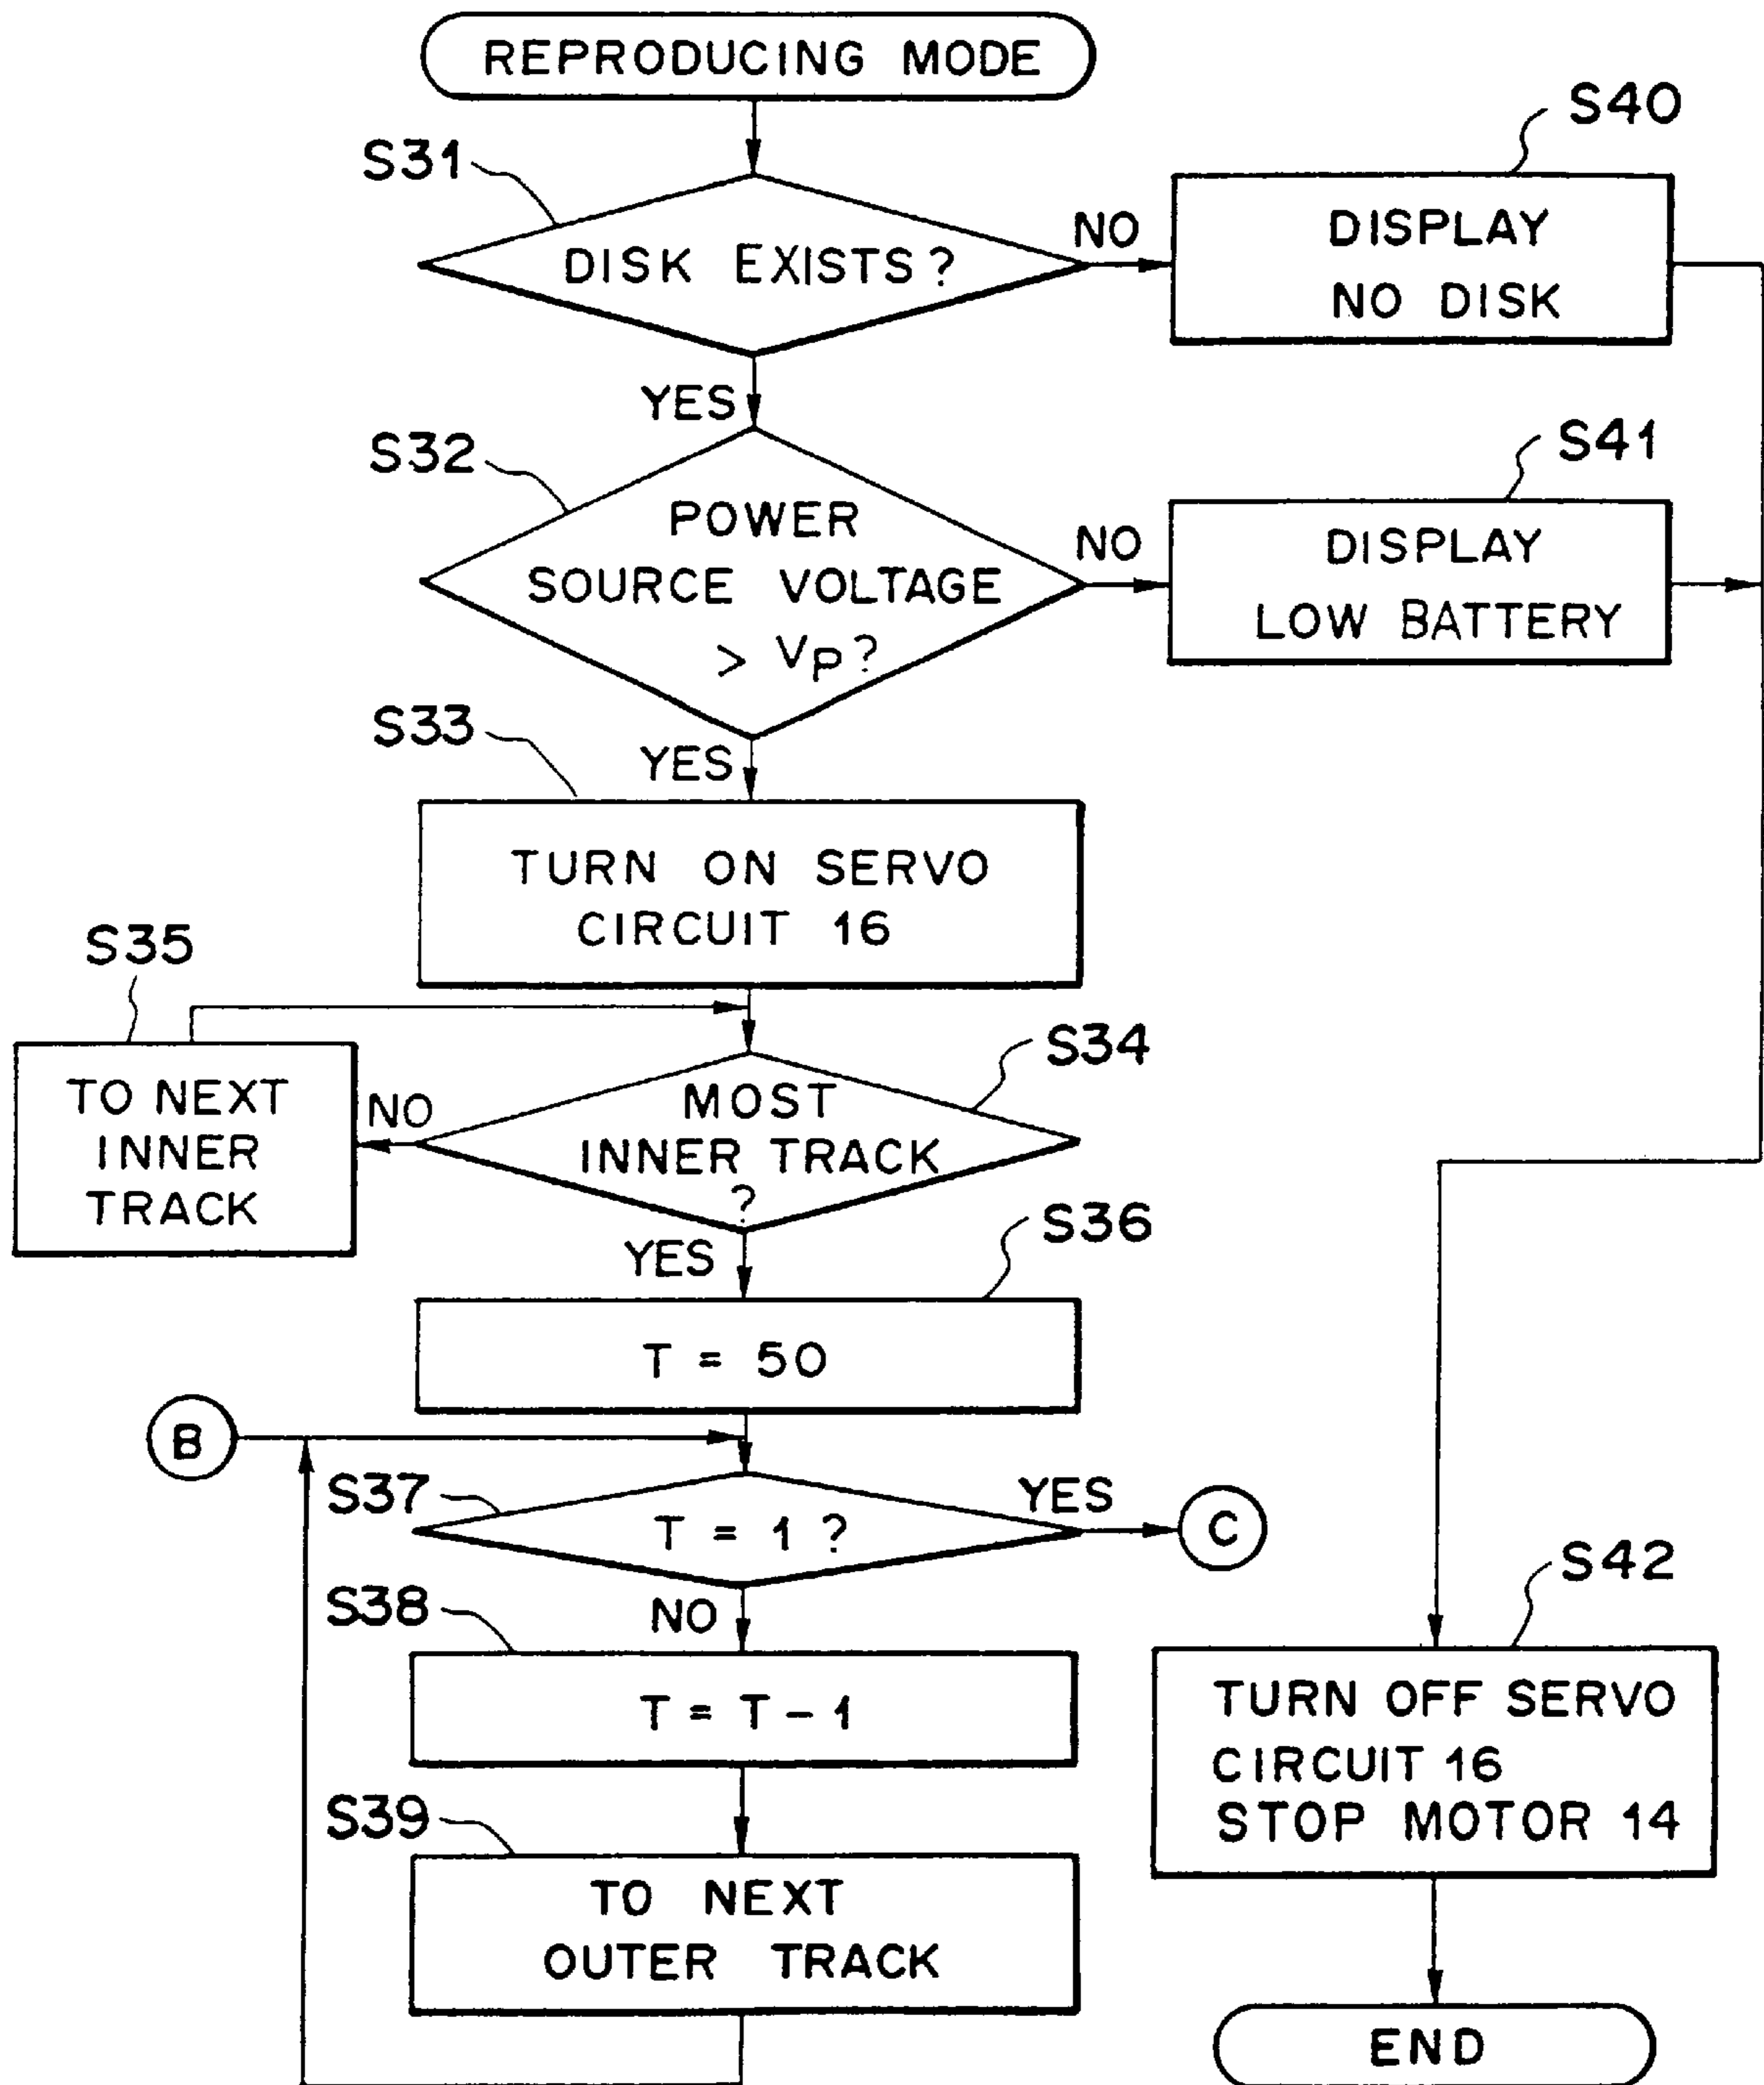 REPRODUCING MODE
S31
DISK EXISTS?
NO
S40
DISPLAY
NO DISK
YES
S32
POWER
SOURCE VOLTAGE
> VP?
NO
S41
DISPLAY
LOW BATTERY
YES
S33
TURN ON SERVO
CIRCUIT 16
S35
TO NEXT
INNER
TRACK
NO
S34
MOST
INNER TRACK
?
YES
S36
T = 50
B
S37
T = 1 ?
YES
C
NO
S38
T = T - 1
S39
TO NEXT
OUTER TRACK
S42
TURN OFF SERVO
CIRCUIT 16
STOP MOTOR 14
END